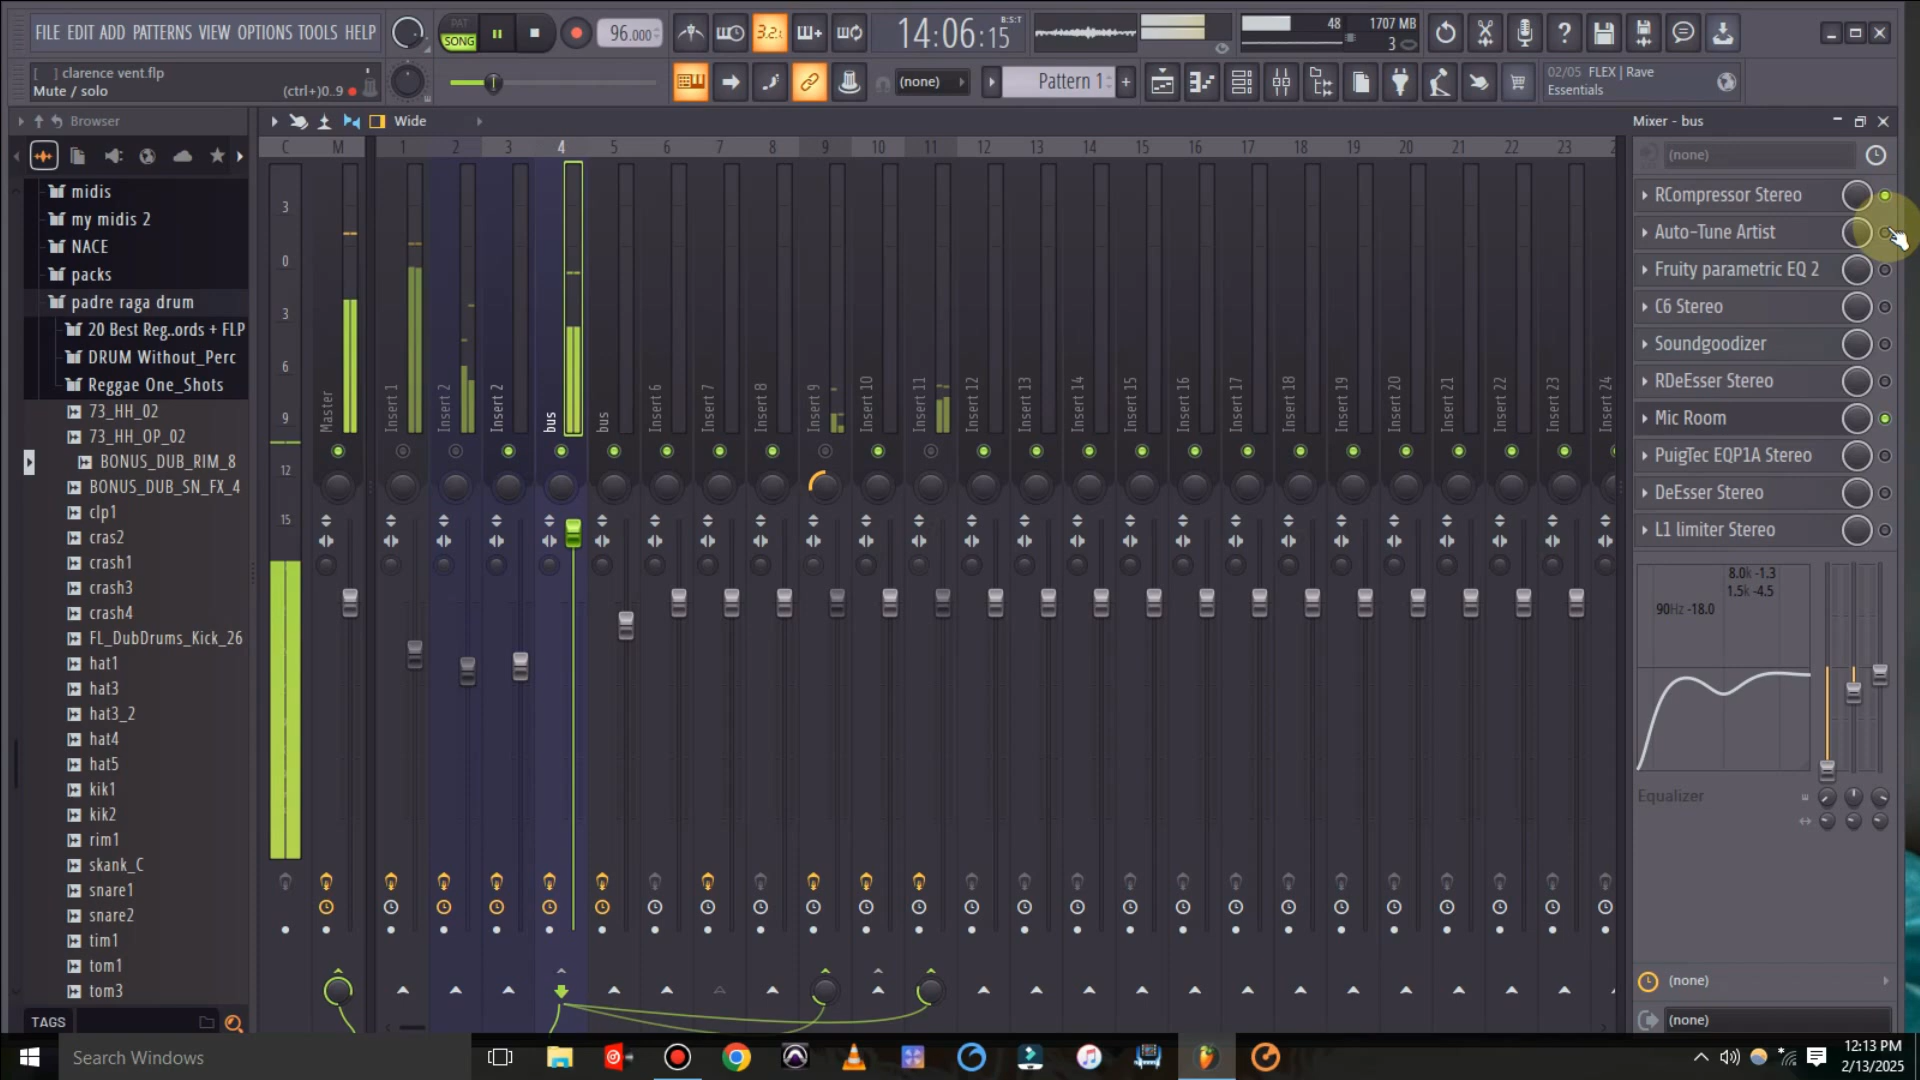 FILE EDIT ADD PATTERNS VIEW OPTIONS TOOLS HELP
PAT
SONG
96.000
3.2.
14:06:15
B:S:T
48
1707 MB
3
[ ] clarence vent.flp
Mute / solo
(ctrl+)0..9
(none)
Pattern 1
+
02/05 FLEX | Rave
Essentials
Browser
Wide
Mixer - bus
midis
my midis 2
NACE
packs
padre raga drum
20 Best Reg..ords + FLP
DRUM Without_Perc
Reggae One_Shots
73_HH_02
73_HH_OP_02
BONUS_DUB_RIM_8
BONUS_DUB_SN_FX_4
clp1
cras2
crash1
crash3
crash4
FL_DubDrums_Kick_26
hat1
hat3
hat3_2
hat4
hat5
kik1
kik2
rim1
skank_C
snare1
snare2
tim1
tom1
tom3
TAGS
C M 1 2 3 4 5 6 7 8 9 10 11 12 13 14 15 16 17 18 19 20 21 22 23
3
0
3
6
9
12
15
Master
Insert 1
Insert 2
Insert 2
bus
bus
Insert 6
Insert 7
Insert 8
Insert 9
Insert 10
Insert 11
Insert 12
Insert 13
Insert 14
Insert 15
Insert 16
Insert 17
Insert 18
Insert 19
Insert 20
Insert 21
Insert 22
Insert 23
Insert 24
(none)
RCompressor Stereo
Auto-Tune Artist
Fruity parametric EQ 2
C6 Stereo
Soundgoodizer
RDeEsser Stereo
Mic Room
PuigTec EQP1A Stereo
DeEsser Stereo
L1 limiter Stereo
8.0k -1.3
1.5k -4.5
90Hz -18.0
Equalizer
(none)
(none)
Search Windows
12:13 PM
2/13/2025